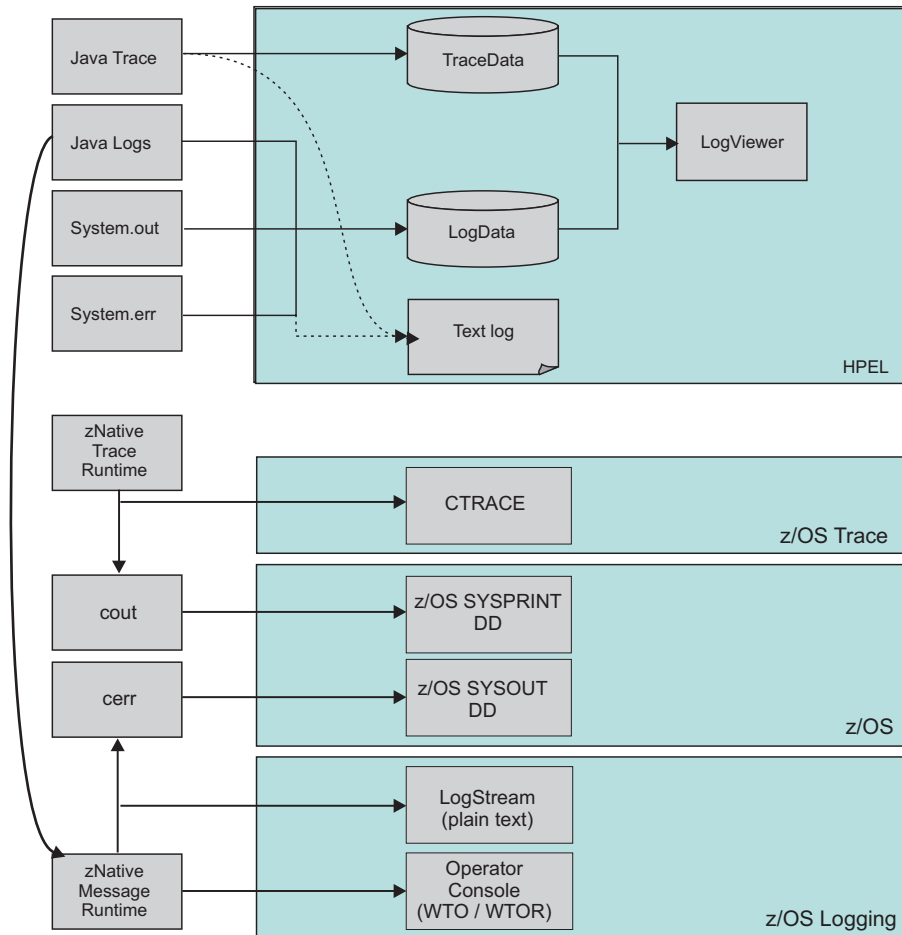 Java Trace
TraceData
Java Logs
LogViewer
System.out
LogData
System.err
Text log
HPEL
zNative
Trace
Runtime
CTRACE
z/OS Trace
cout
z/OS SYSPRINT
DD
cerr
z/OS SYSOUT
DD
z/OS
LogStream
(plain text)
zNative
Message
Runtime
Operator
Console
(WTO / WTOR)
z/OS Logging